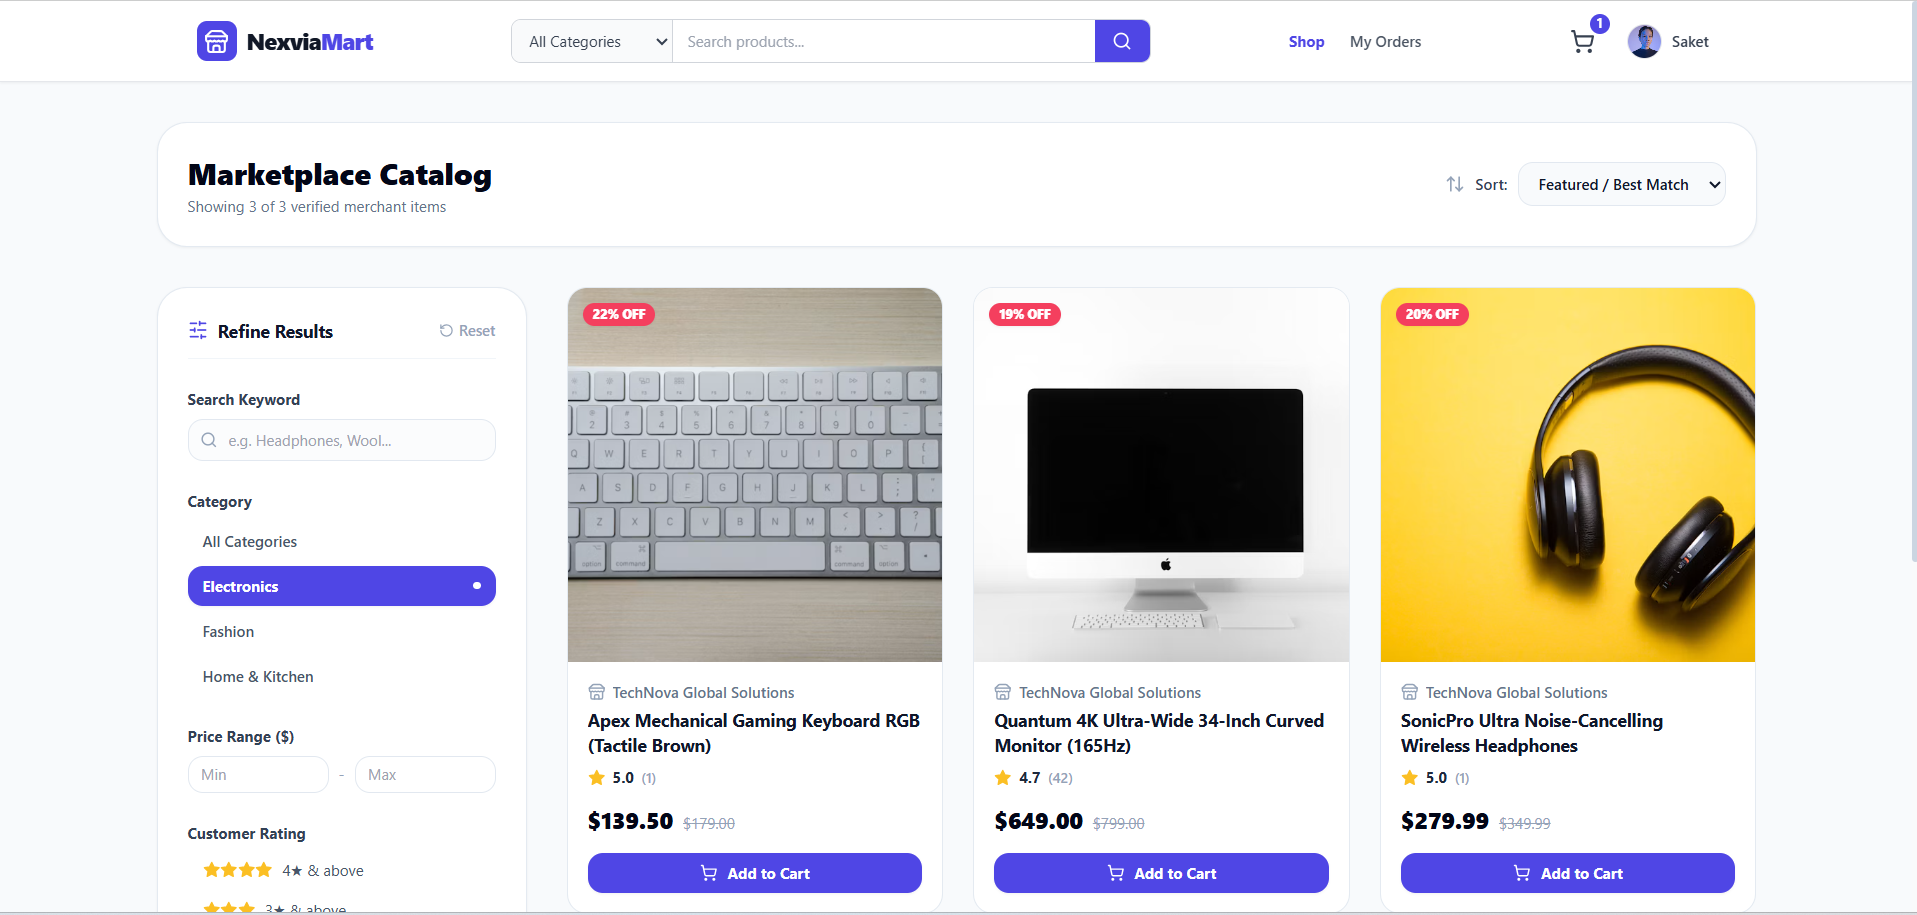 NexviaMart
All Categories
Search products...
Shop
My Orders
1
Saket
Marketplace Catalog
Showing 3 of 3 verified merchant items
Sort:
Featured / Best Match
Refine Results
Reset
Search Keyword
e.g. Headphones, Wool...
Category
All Categories
Electronics
Fashion
Home & Kitchen
Price Range ($)
Min
-
Max
Customer Rating
4★ & above
3★ & above
22% OFF
TechNova Global Solutions
Apex Mechanical Gaming Keyboard RGB
(Tactile Brown)
5.0 (1)
$139.50 $179.00
Add to Cart
19% OFF
TechNova Global Solutions
Quantum 4K Ultra-Wide 34-Inch Curved
Monitor (165Hz)
4.7 (42)
$649.00 $799.00
Add to Cart
20% OFF
TechNova Global Solutions
SonicPro Ultra Noise-Cancelling
Wireless Headphones
5.0 (1)
$279.99 $349.99
Add to Cart